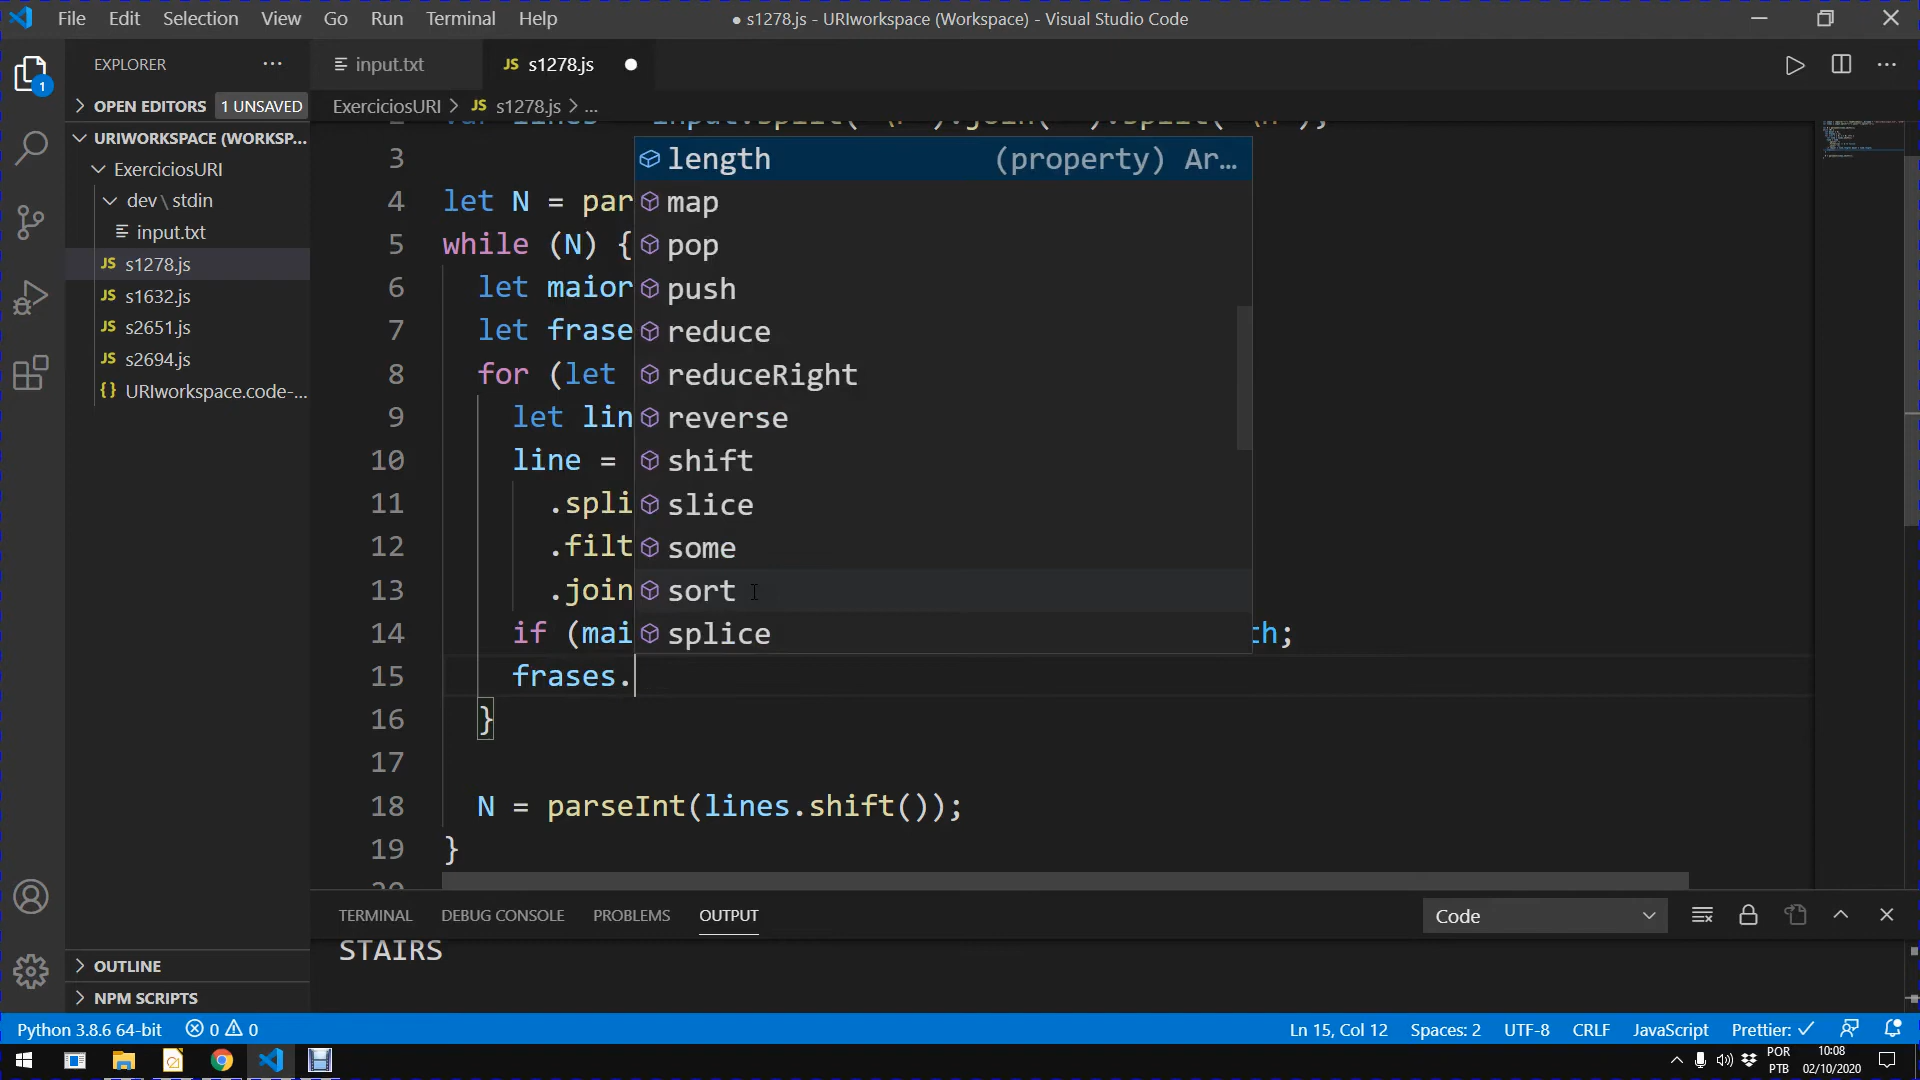 File Edit Selection View Go Run Terminal Help
● s1278.js - URIworkspace (Workspace) - Visual Studio Code
EXPLORER
input.txt
JS s1278.js
1
OPEN EDITORS 1 UNSAVED
ExerciciosURI > JS s1278.js > ...
URIWORKSPACE (WORKSP...
ExerciciosURI
dev\stdin
input.txt
JS s1278.js
JS s1632.js
JS s2651.js
JS s2694.js
{} URIworkspace.code-...
3
4 let N = par
5 while (N) {
6 let maior
7 let frase
8 for (let
9 let lin
10 line =
11 .spli
12 .filt
13 .join
14 if (mai th;
15 frases.
16 }
17
18 N = parseInt(lines.shift());
19 }
length (property) Ar...
map
pop
push
reduce
reduceRight
reverse
shift
slice
some
sort
splice
TERMINAL DEBUG CONSOLE PROBLEMS OUTPUT
Code
STAIRS
OUTLINE
NPM SCRIPTS
Python 3.8.6 64-bit 0 0
Ln 15, Col 12 Spaces: 2 UTF-8 CRLF JavaScript Prettier: ✓
POR
PTB
10:08
02/10/2020